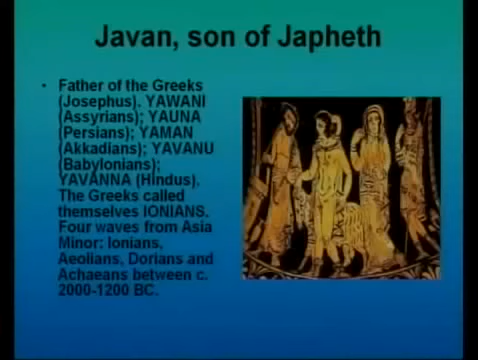 Javan, son of Japheth
• Father of the Greeks
(Josephus). YAWANI
(Assyrians); YAUNA
(Persians); YAMAN
(Akkadians); YAVANU
(Babylonians);
YAVANNA (Hindus).
The Greeks called
themselves IONIANS.
Four waves from Asia
Minor: Ionians,
Aeolians, Dorians and
Achaeans between c.
2000-1200 BC.